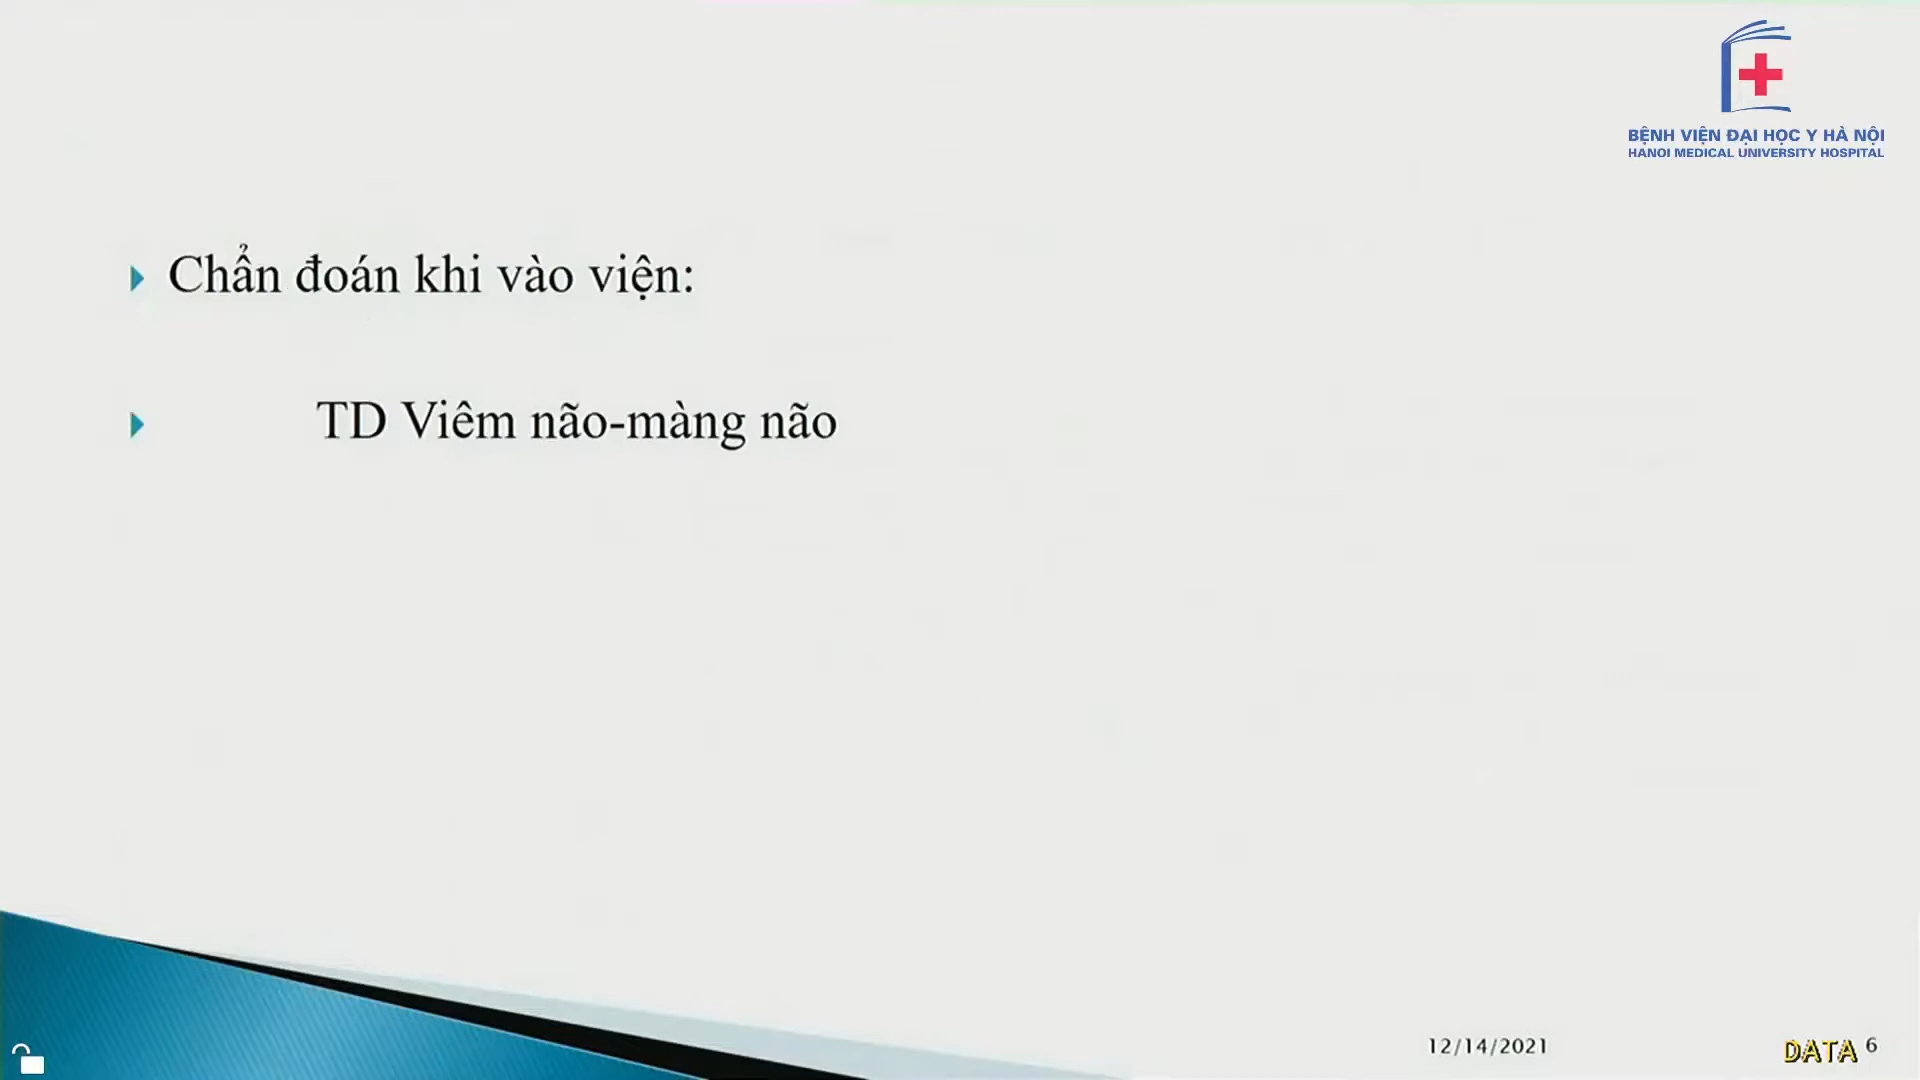 BỆNH VIỆN ĐẠI HỌC Y HÀ NỘI
HANOI MEDICAL UNIVERSITY HOSPITAL
Chẩn đoán khi vào viện:
TD Viêm não-màng não
12/14/2021
DATA 6